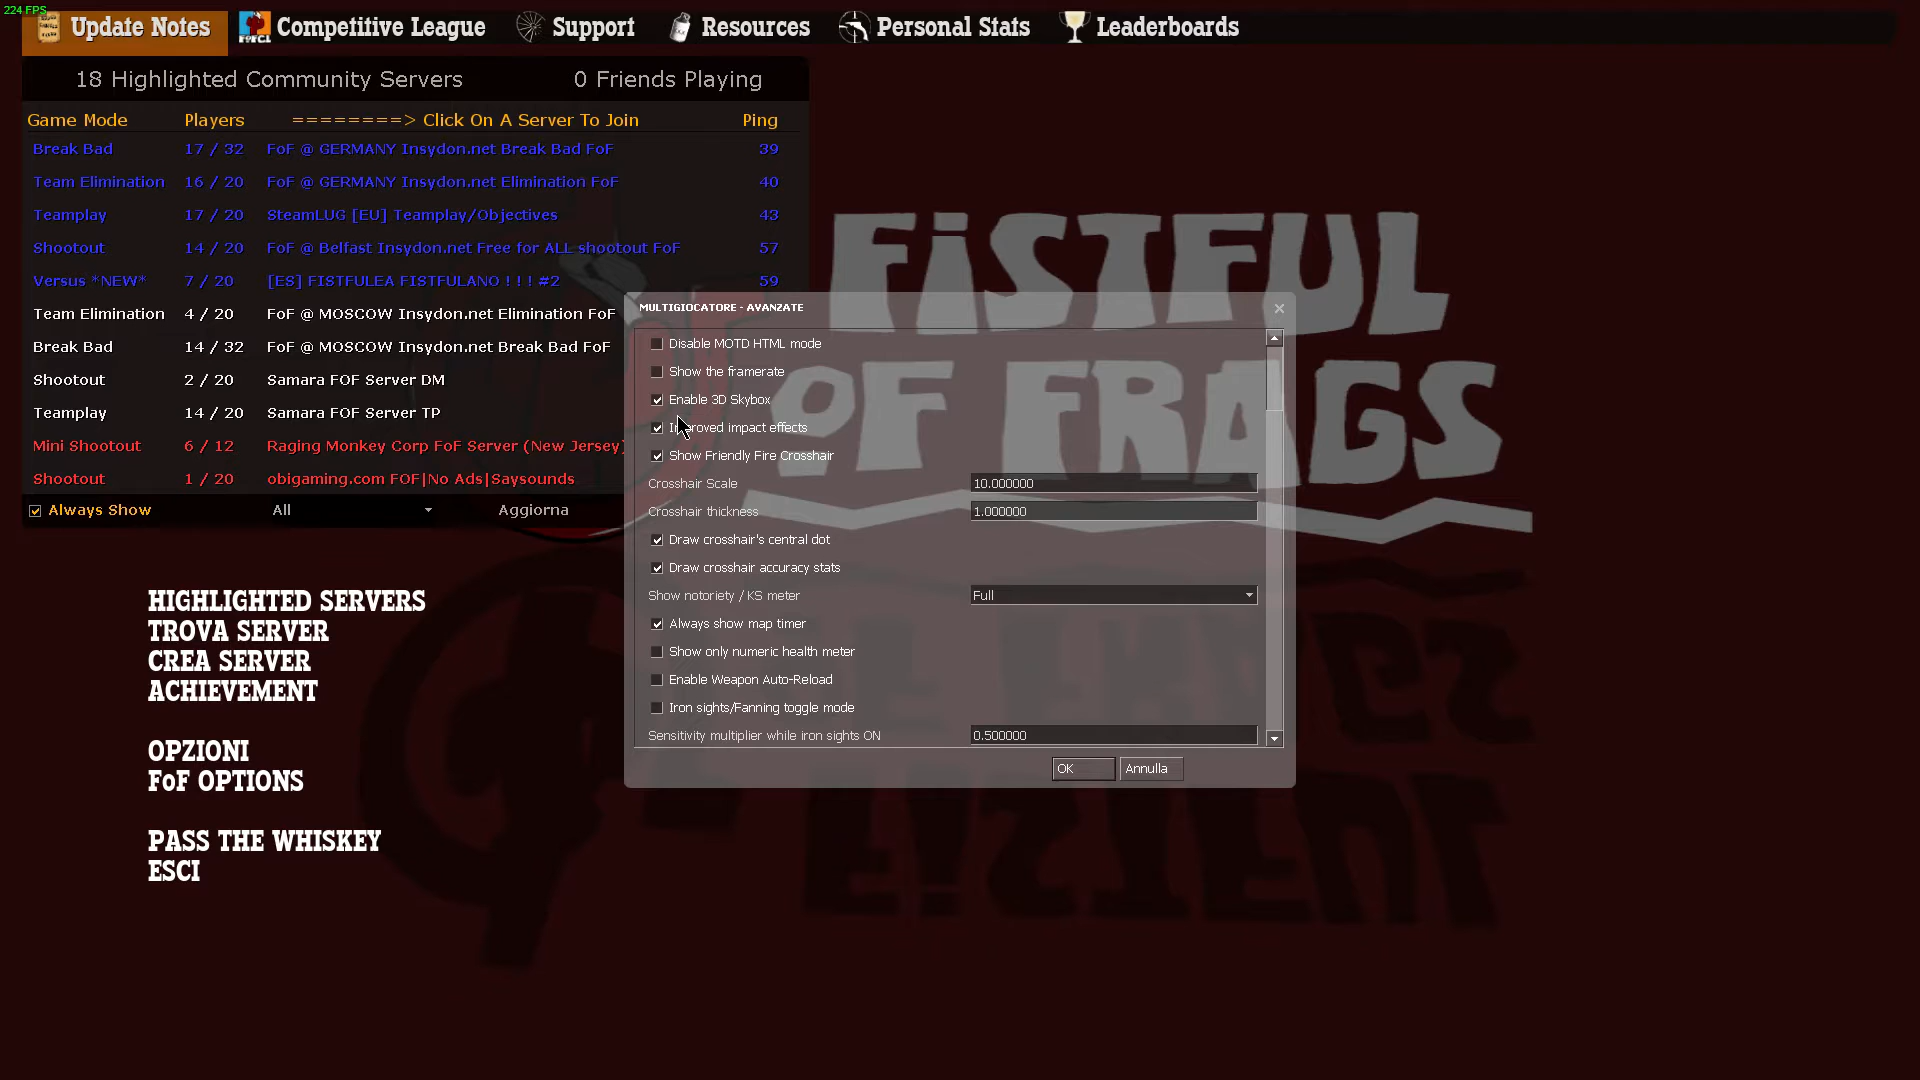 224 FPS
Update Notes
Competitive League
Support
Resources
Personal Stats
Leaderboards
18 Highlighted Community Servers 0 Friends Playing
Game Mode Players ========> Click On A Server To Join Ping
Break Bad 17 / 32 FoF @ GERMANY Insydon.net Break Bad FoF 39
Team Elimination 16 / 20 FoF @ GERMANY Insydon.net Elimination FoF 40
Teamplay 17 / 20 SteamLUG [EU] Teamplay/Objectives 43
Shootout 14 / 20 FoF @ Belfast Insydon.net Free for ALL shootout FoF 57
Versus *NEW* 7 / 20 [ES] FISTFULEA FISTFULANO ! ! ! #2 59
Team Elimination 4 / 20 FoF @ MOSCOW Insydon.net Elimination FoF
Break Bad 14 / 32 FoF @ MOSCOW Insydon.net Break Bad FoF
Shootout 2 / 20 Samara FOF Server DM
Teamplay 14 / 20 Samara FOF Server TP
Mini Shootout 6 / 12 Raging Monkey Corp FoF Server (New Jersey)
Shootout 1 / 20 obigaming.com FOF|No Ads|Saysounds
Always Show All Aggiorna
FiSTFUL
OF FRAGS
MULTIGIOCATORE - AVANZATE
Disable MOTD HTML mode
Show the framerate
Enable 3D Skybox
Improved impact effects
Show Friendly Fire Crosshair
Crosshair Scale 10.000000
Crosshair thickness 1.000000
Draw crosshair's central dot
Draw crosshair accuracy stats
Show notoriety / KS meter Full
Always show map timer
Show only numeric health meter
Enable Weapon Auto-Reload
Iron sights/Fanning toggle mode
Sensitivity multiplier while iron sights ON 0.500000
OK Annulla
HIGHLIGHTED SERVERS
TROVA SERVER
CREA SERVER
ACHIEVEMENT
OPZIONI
FoF OPTIONS
PASS THE WHISKEY
ESCI